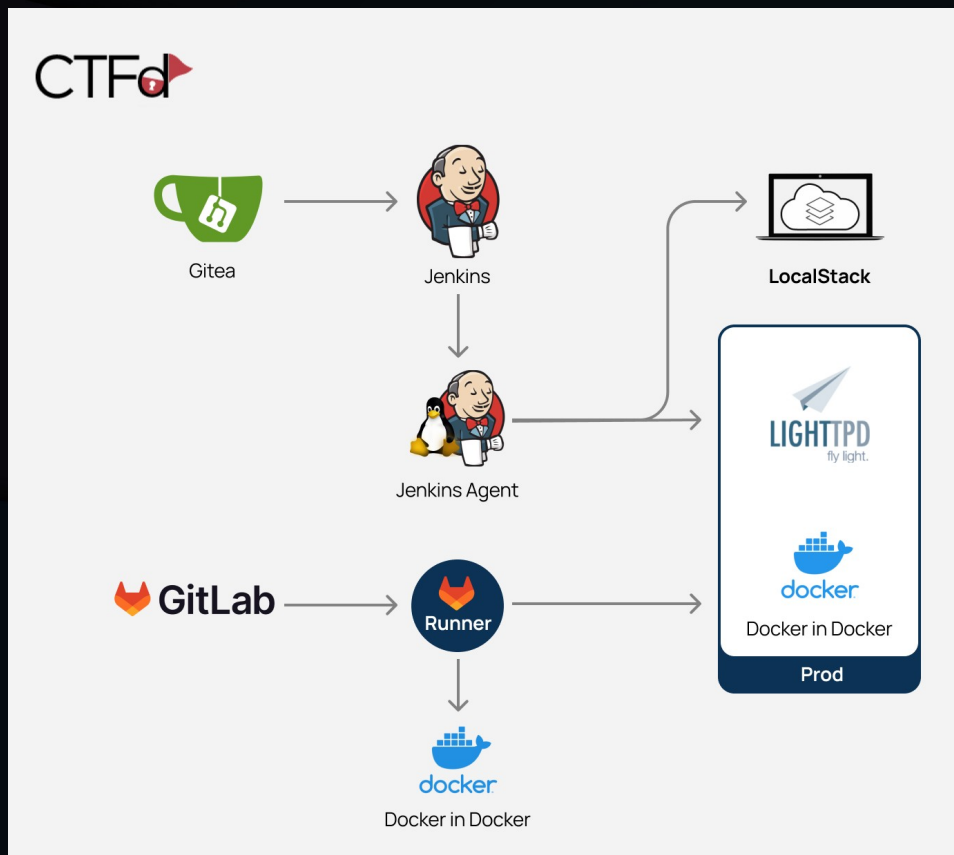 CTFd
Gitea
Jenkins
LocalStack
Jenkins Agent
LIGHTTPD
fly light.
GitLab
Runner
docker
Docker in Docker
Prod
docker
Docker in Docker